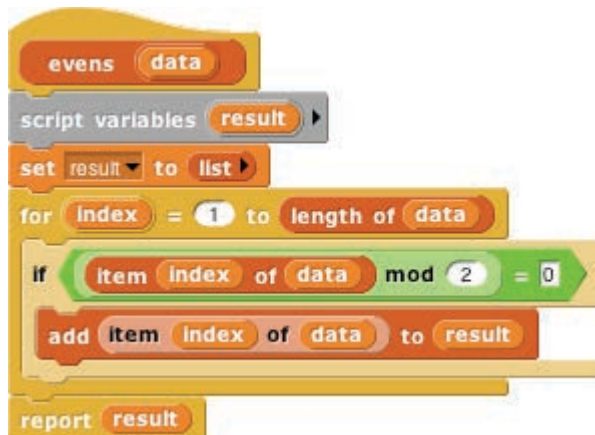 evens data
script variables result
set result to list
for index = 1 to length of data
if item index of data mod 2 = 0
add item index of data to result
report result